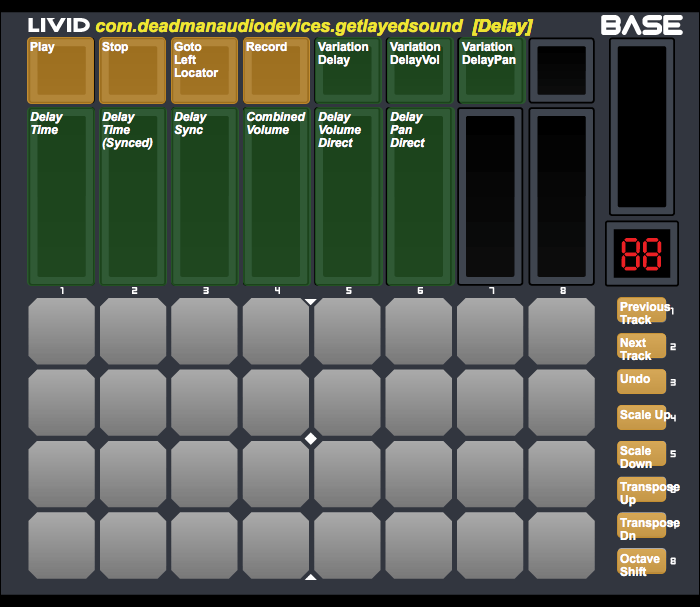 LIVID com.deadmanaudiodevices.getlayedsound [Delay] BASE
Play
Stop
Goto
Left
Locator
Record
Variation
Delay
Variation
DelayVol
Variation
DelayPan
Delay
Time
Delay
Time
(Synced)
Delay
Sync
Combined
Volume
Delay
Volume
Direct
Delay
Pan
Direct
88
1 2 3 4 5 6 7 8
Previous
Track 1
Next
Track 2
Undo 3
Scale Up 4
Scale
Down 5
Transpose
Up
Transpose
Dn
Octave
Shift 8